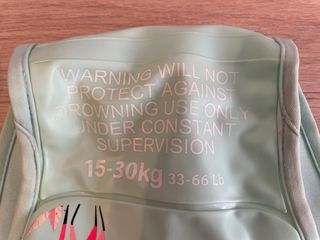 WARNING WILL NOT
PROTECT AGAINST
DROWNING USE ONLY
UNDER CONSTANT
SUPERVISION
15-30kg 33-66 Lb